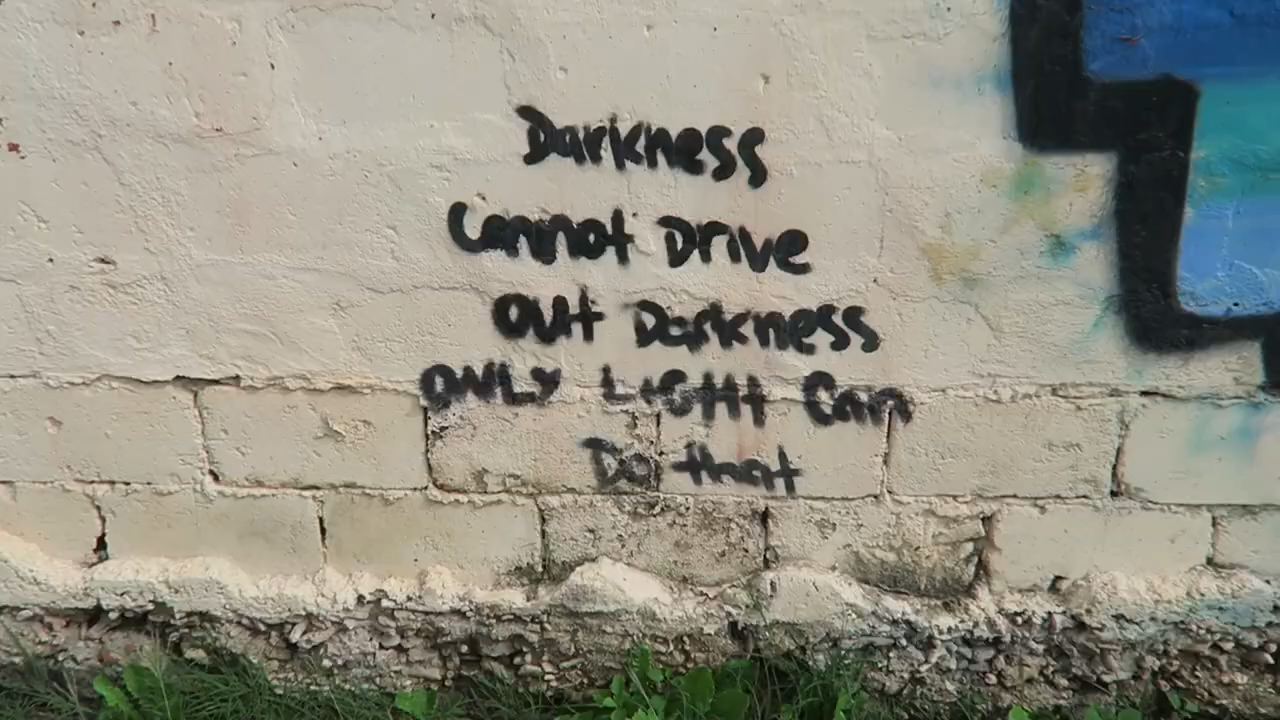 Darkness
Cannot Drive
Out Darkness
ONLY LIGHt Can
Do that